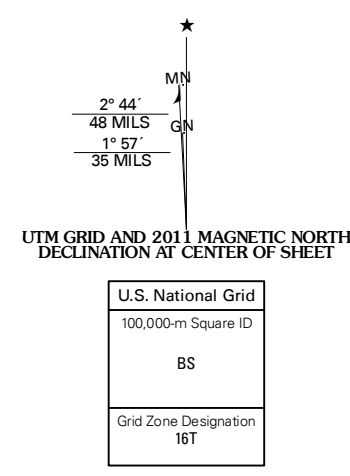 ★
MN
2° 44´
48 MILS
GN
1° 57´
35 MILS
UTM GRID AND 2011 MAGNETIC NORTH
DECLINATION AT CENTER OF SHEET
U.S. National Grid
100,000-m Square ID
BS
Grid Zone Designation
16T